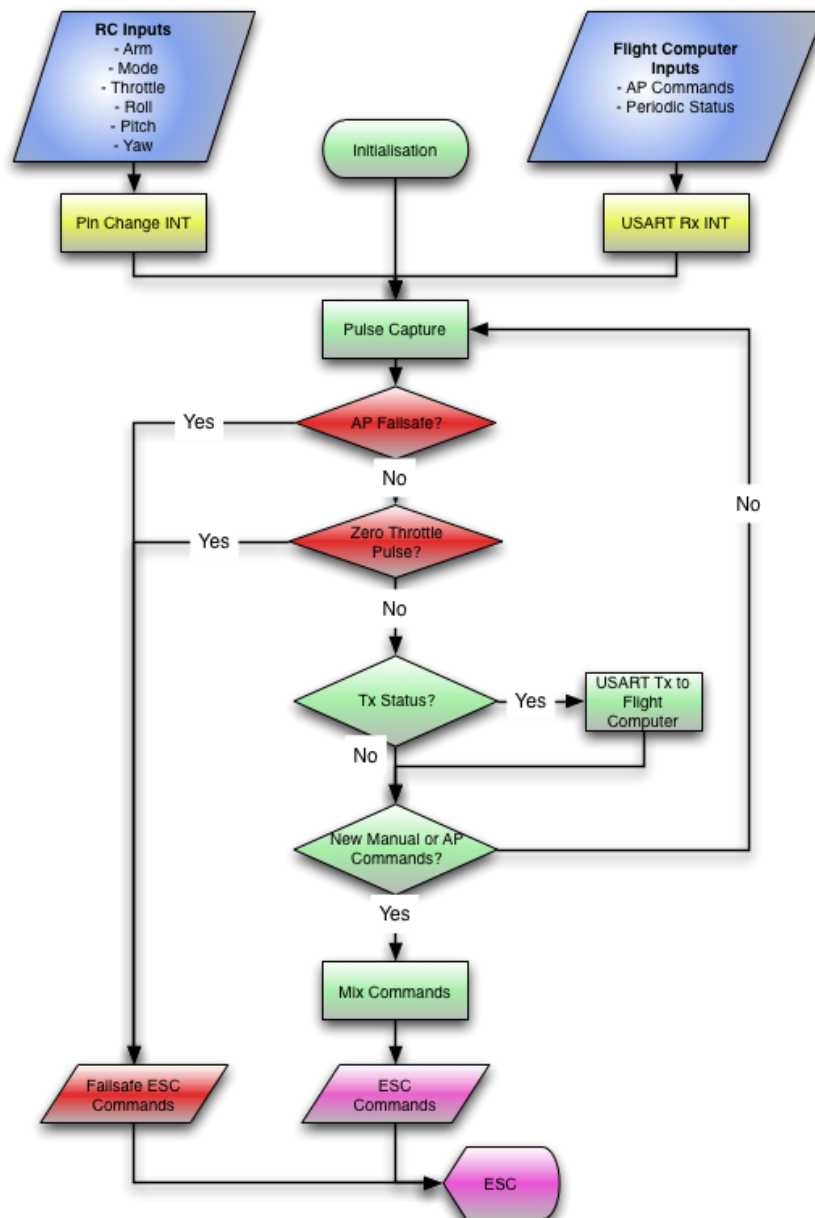 RC Inputs
- Arm
- Mode
- Throttle
- Roll
- Pitch
- Yaw
Flight Computer
Inputs
- AP Commands
- Periodic Status
Initialisation
Pin Change INT
USART Rx INT
Pulse Capture
AP Failsafe?
Yes
No
Zero Throttle
Pulse?
Yes
No
No
Tx Status?
Yes
USART Tx to
Flight
Computer
No
New Manual or AP
Commands?
Yes
Mix Commands
Failsafe ESC
Commands
ESC
Commands
ESC